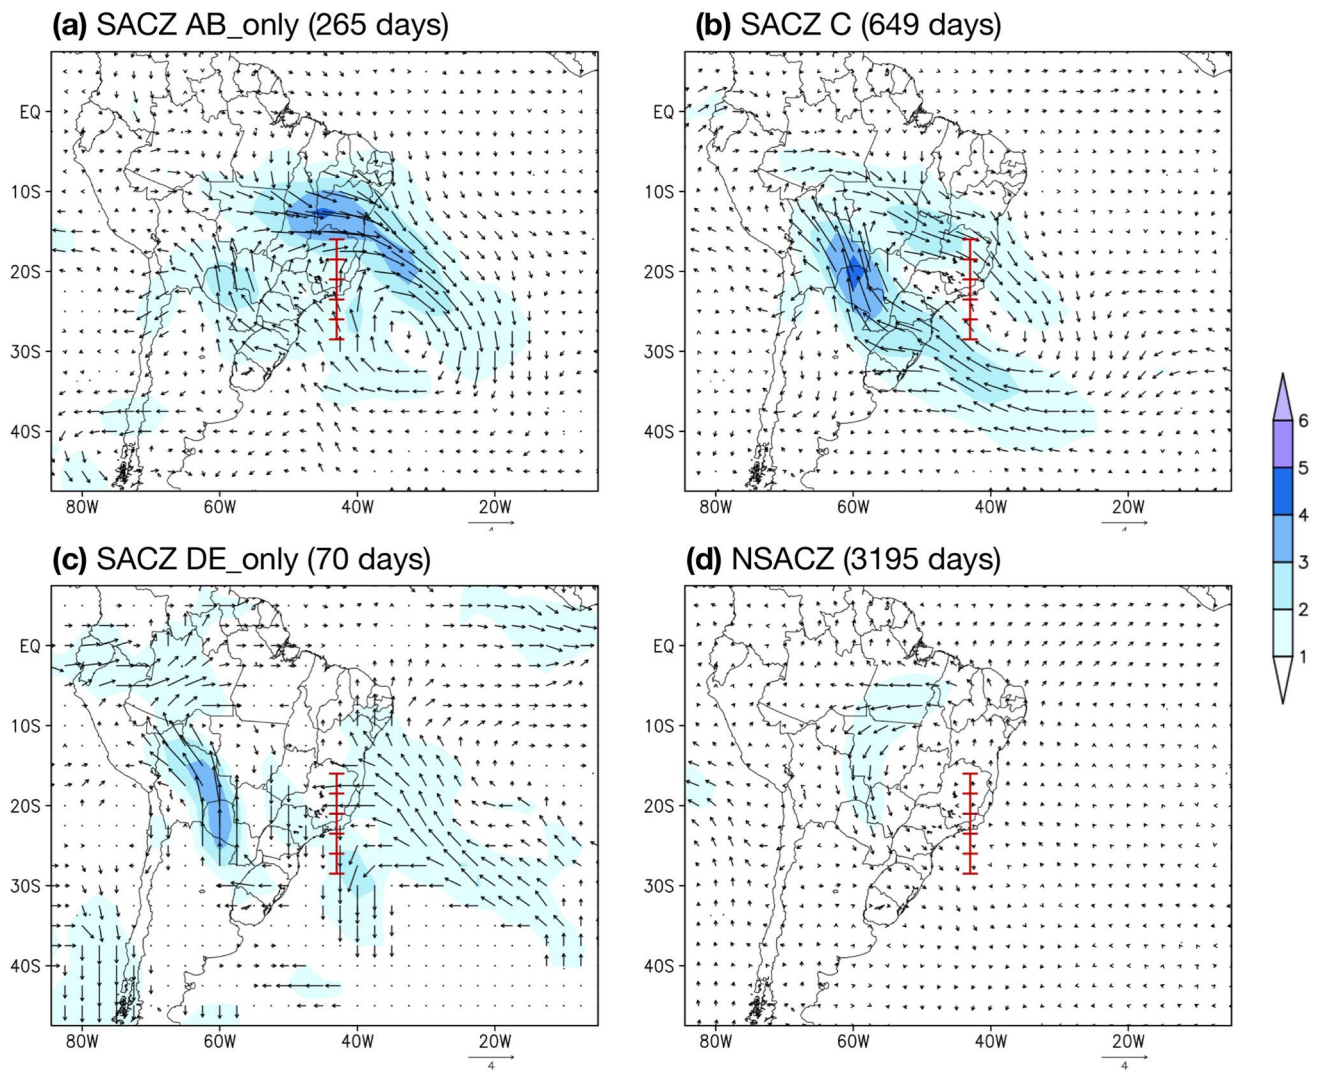 (a) SACZ AB_only (265 days)
(b) SACZ C (649 days)
EQ
10S
20S
30S
40S
80W
60W
40W
20W
EQ
10S
20S
30S
40S
80W
60W
40W
20W
6
5
4
3
2
1
(c) SACZ DE_only (70 days)
(d) NSACZ (3195 days)
EQ
10S
20S
30S
40S
80W
60W
40W
20W
4
EQ
10S
20S
30S
40S
80W
60W
40W
20W
4